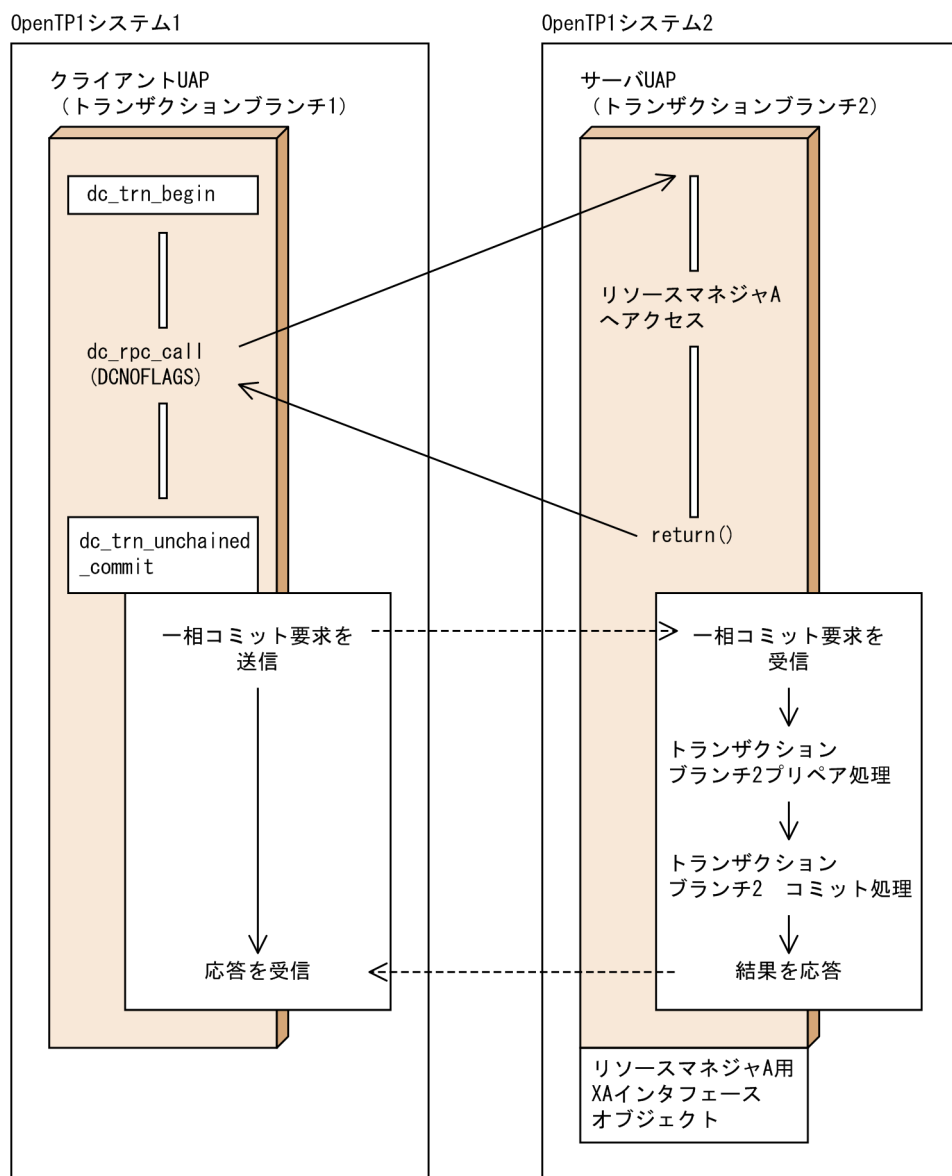 OpenTP1システム1
クライアントUAP
（トランザクションブランチ1）
dc_trn_begin
dc_rpc_call
(DCNOFLAGS)
dc_trn_unchained
_commit
一相コミット要求を
送信
応答を受信
OpenTP1システム2
サーバUAP
（トランザクションブランチ2）
リソースマネジャA
へアクセス
return()
一相コミット要求を
受信
トランザクション
ブランチ2プリペア処理
トランザクション
ブランチ2　コミット処理
結果を応答
リソースマネジャA用
XAインタフェース
オブジェクト